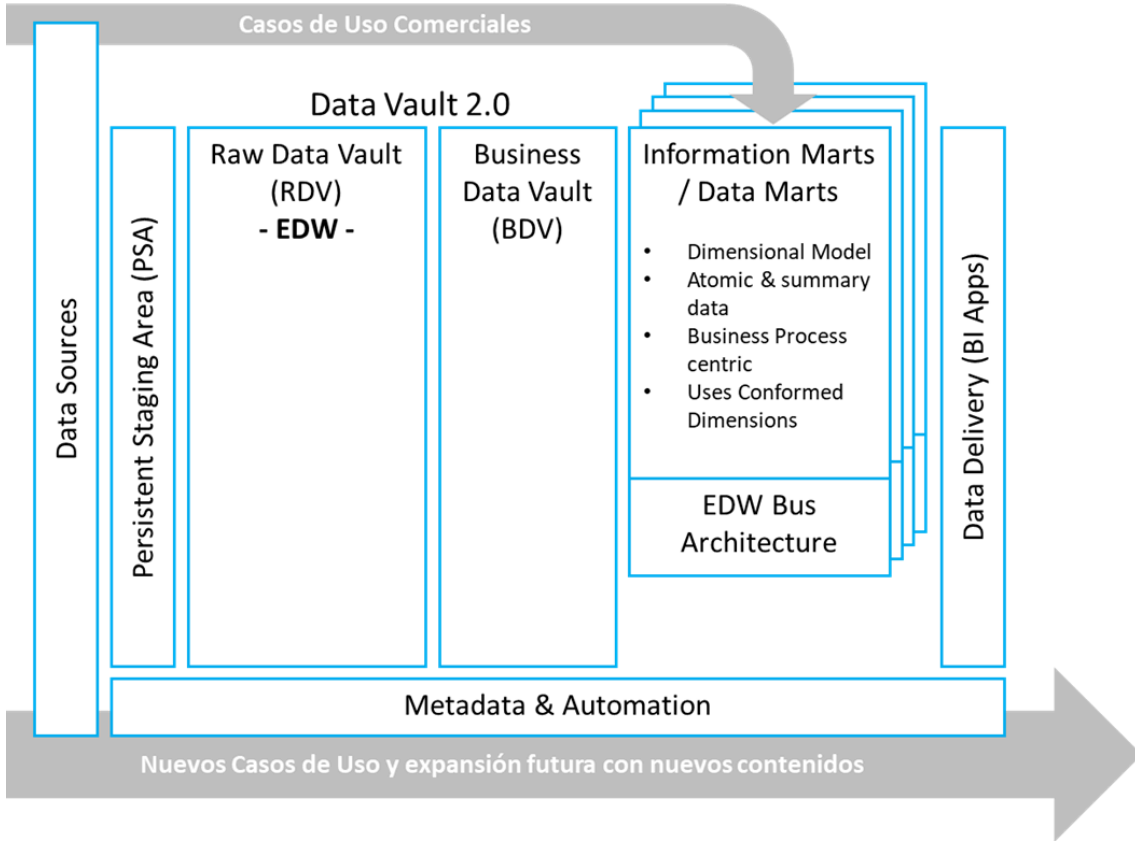 Casos de Uso Comerciales
Data Vault 2.0
Data Sources
Persistent Staging Area (PSA)
Raw Data Vault
(RDV)
- EDW -
Business
Data Vault
(BDV)
Information Marts
/ Data Marts
• Dimensional Model
• Atomic & summary
data
• Business Process
centric
• Uses Conformed
Dimensions
EDW Bus
Architecture
Data Delivery (BI Apps)
Metadata & Automation
Nuevos Casos de Uso y expansión futura con nuevos contenidos